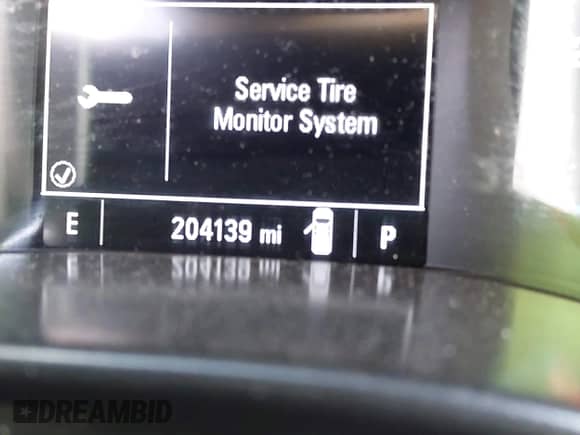 Service Tire
Monitor System
E 204139 mi P
DREAMBID